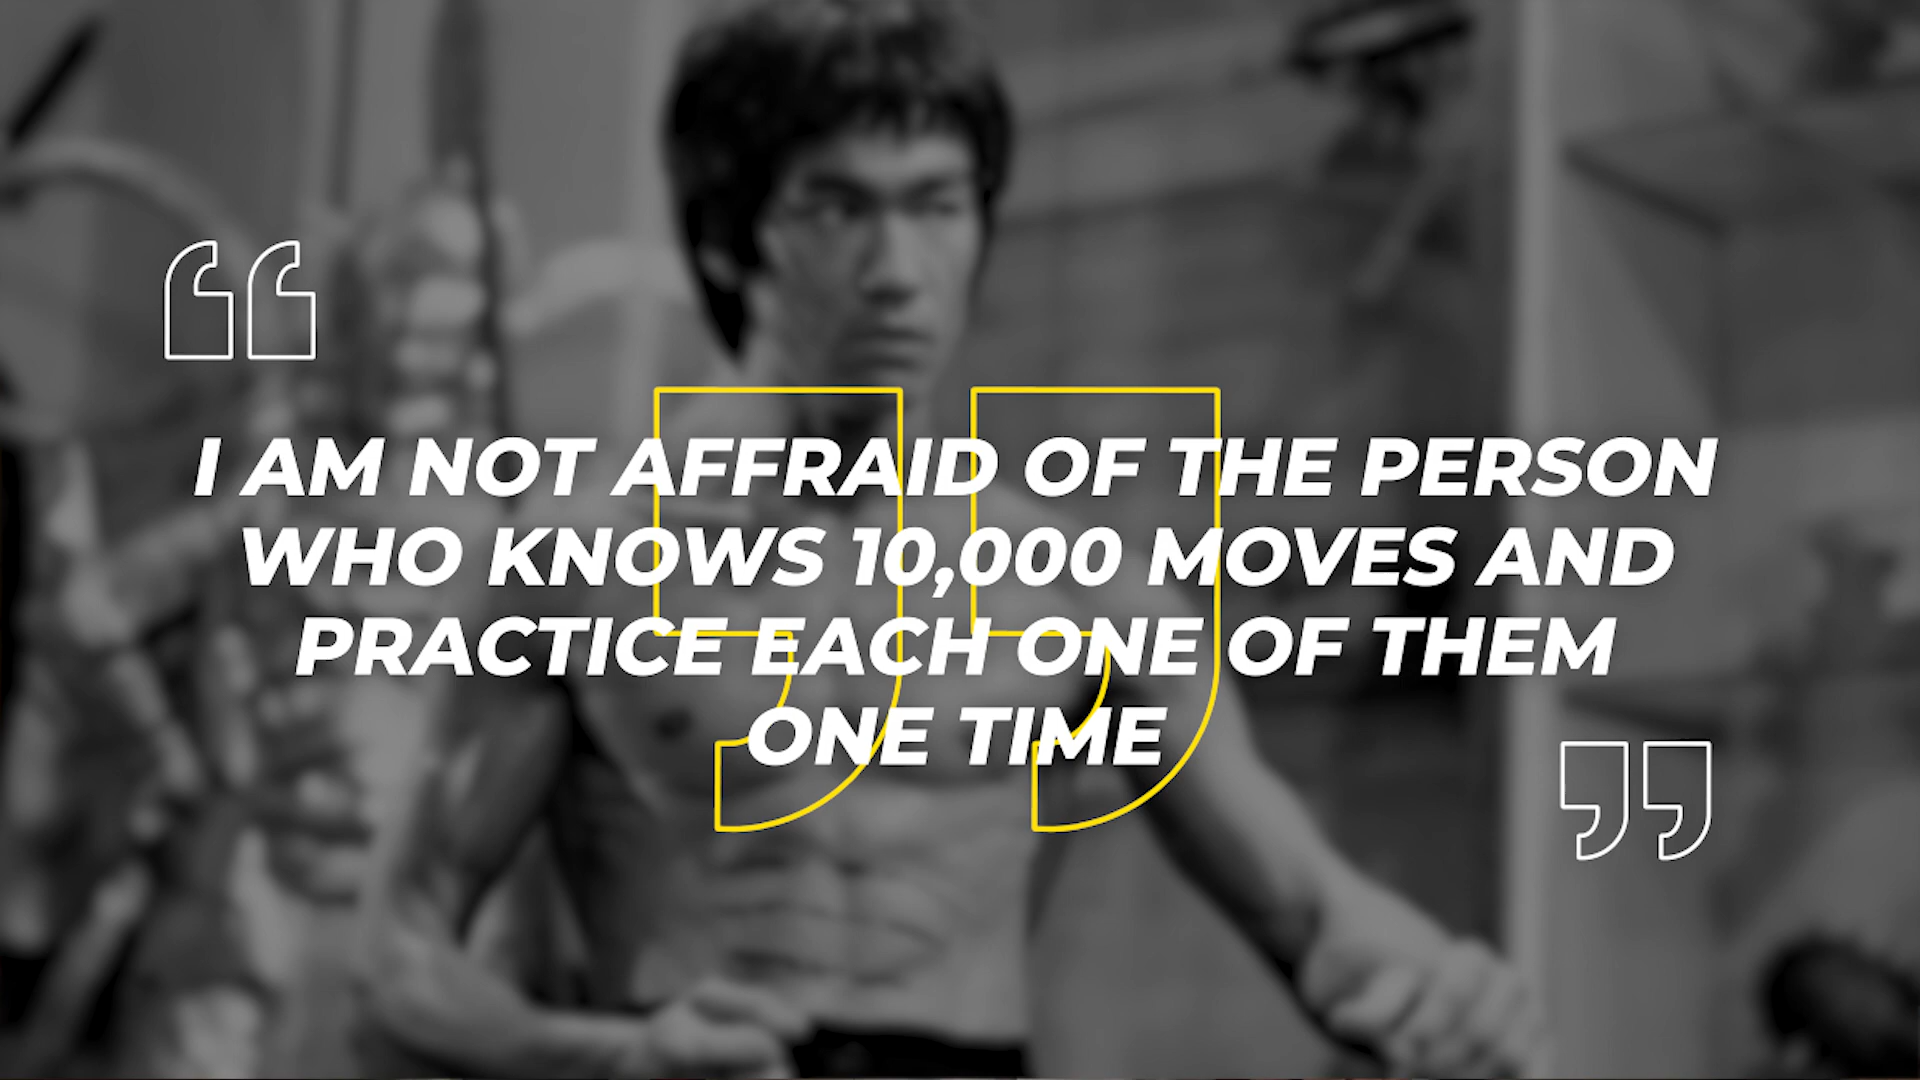 I AM NOT AFFRAID OF THE PERSON
WHO KNOWS 10,000 MOVES AND
PRACTICE EACH ONE OF THEM
ONE TIME